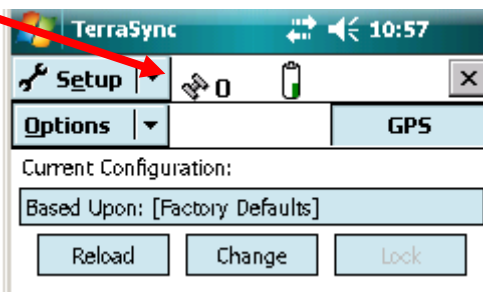 TerraSync 10:57
Setup 0
Options GPS
Current Configuration:
Based Upon: [Factory Defaults]
Reload Change Lock